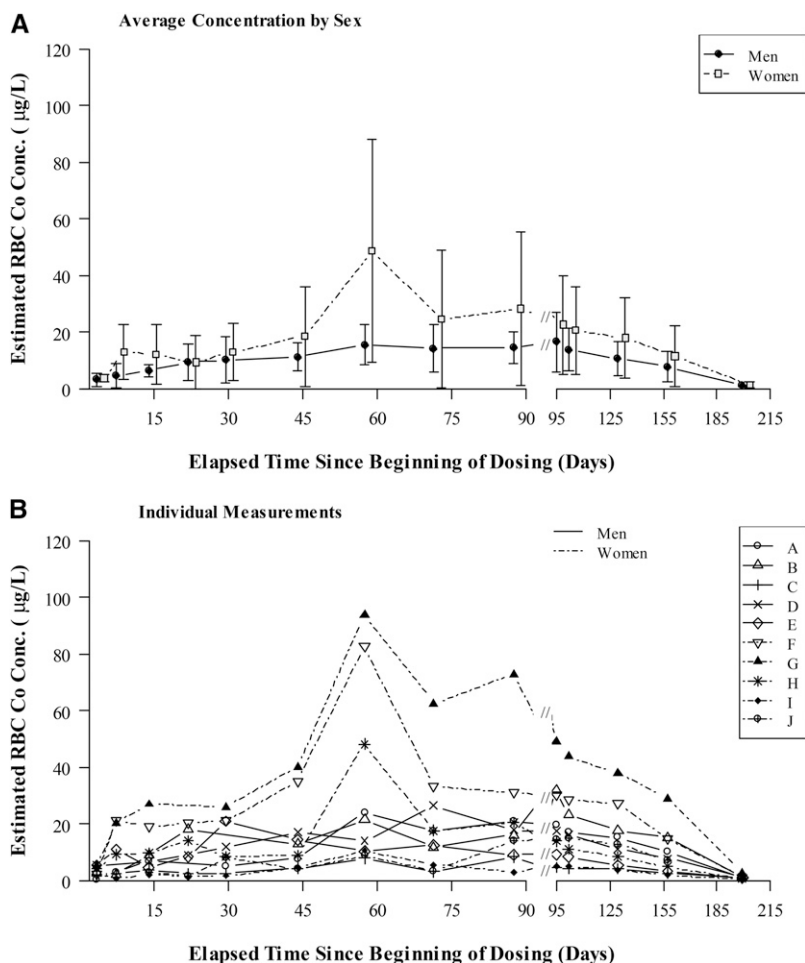 A
Average Concentration by Sex
Estimated RBC Co Conc. ( µg/L)
120
100
80
60
40
20
0
Men
Women
//
//
15 30 45 60 75 90 95 125 155 185 215
Elapsed Time Since Beginning of Dosing (Days)
B
Individual Measurements
Men
Women
Estimated RBC Co Conc. ( µg/L)
120
100
80
60
40
20
0
A
B
C
D
E
F
G
H
I
J
//
//
//
//
//
//
15 30 45 60 75 90 95 125 155 185 215
Elapsed Time Since Beginning of Dosing (Days)